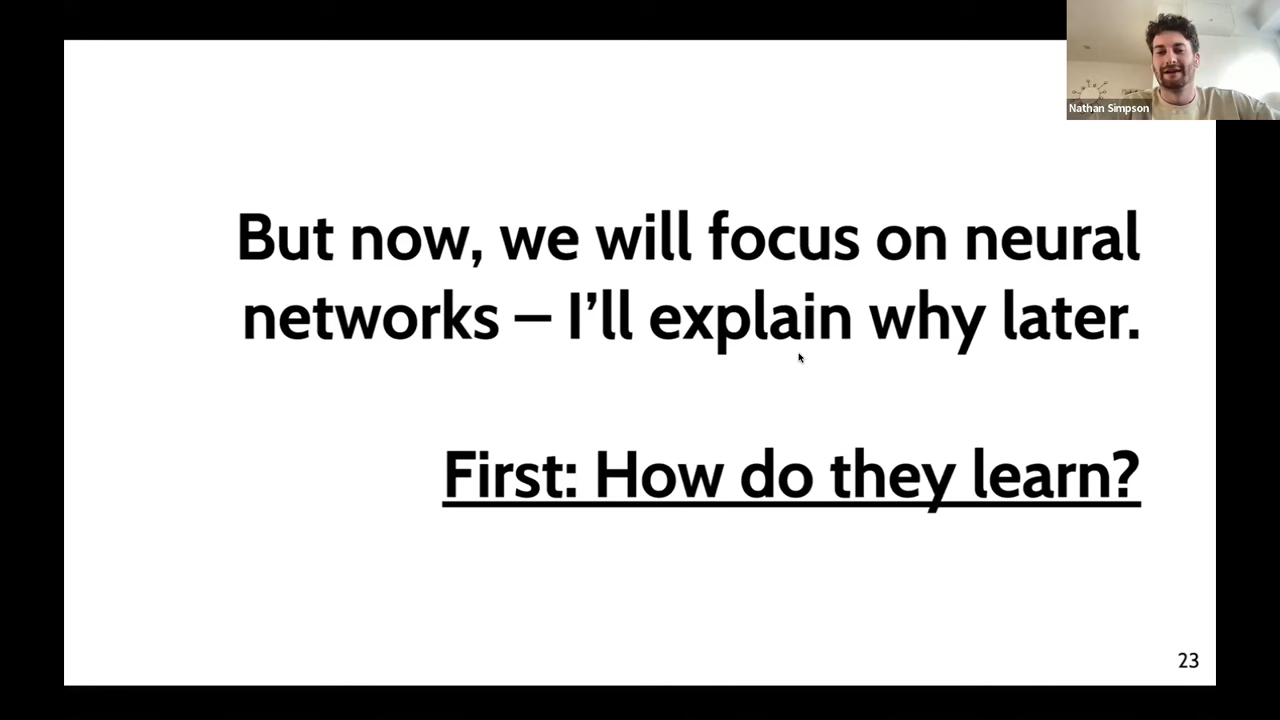 Nathan Simpson
But now, we will focus on neural
networks – I’ll explain why later.
First: How do they learn?
23